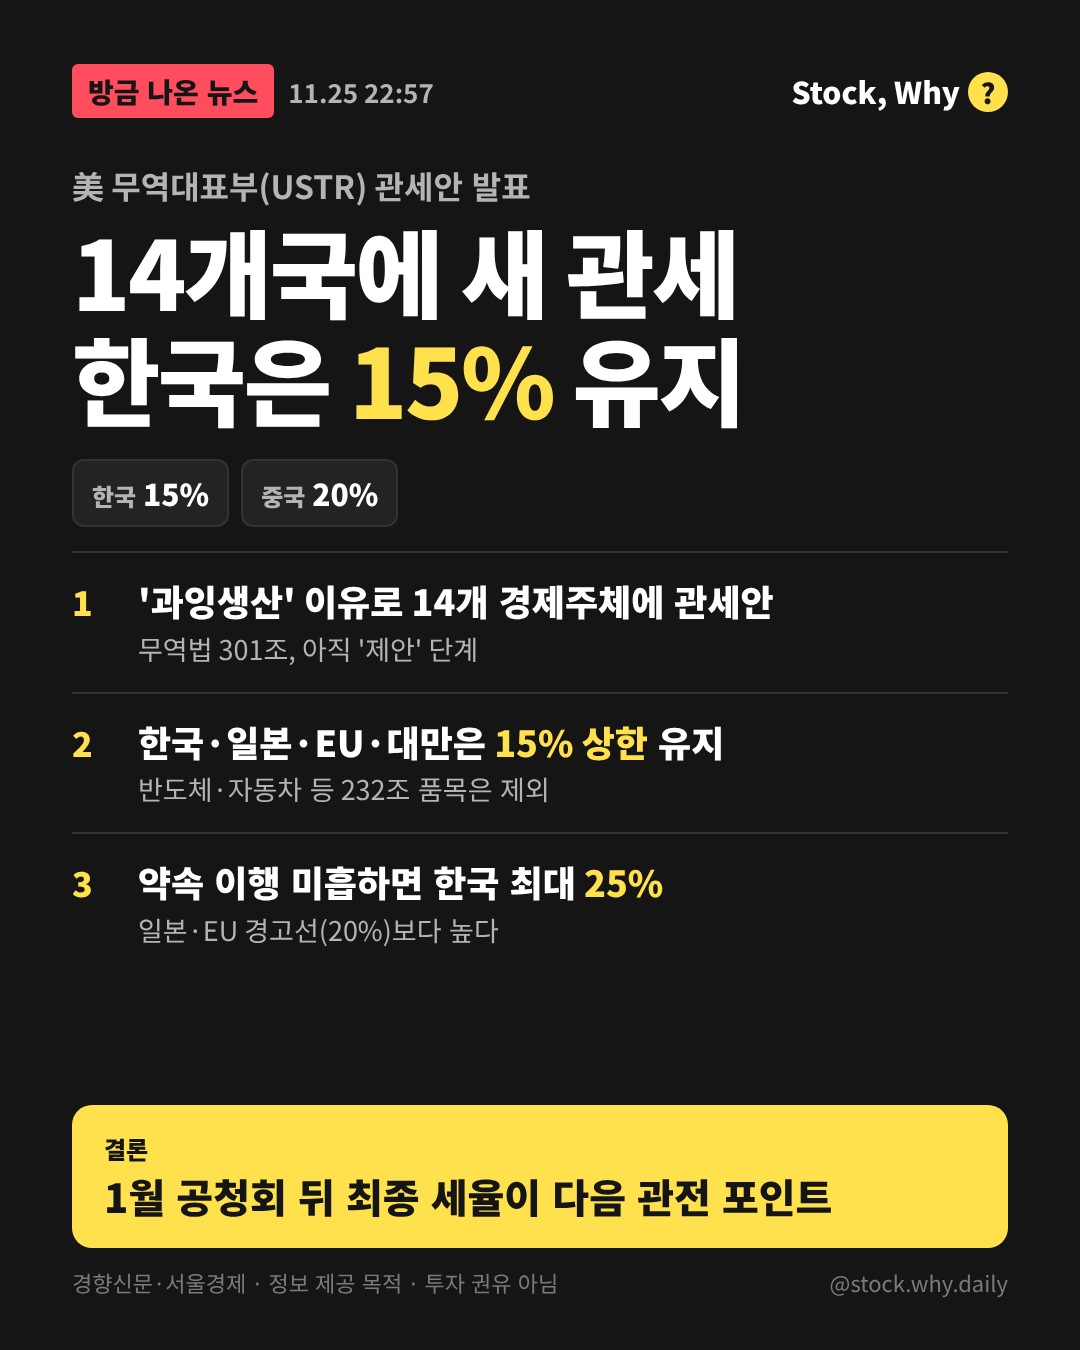 방금 나온 뉴스 11.25 22:57
Stock, Why ?
美 무역대표부(USTR) 관세안 발표
14개국에 새 관세
한국은 15% 유지
한국 15% 중국 20%
1 '과잉생산' 이유로 14개 경제주체에 관세안
무역법 301조, 아직 '제안' 단계
2 한국·일본·EU·대만은 15% 상한 유지
반도체·자동차 등 232조 품목은 제외
3 약속 이행 미흡하면 한국 최대 25%
일본·EU 경고선(20%)보다 높다
결론
1월 공청회 뒤 최종 세율이 다음 관전 포인트
경향신문·서울경제 · 정보 제공 목적 · 투자 권유 아님
@stock.why.daily